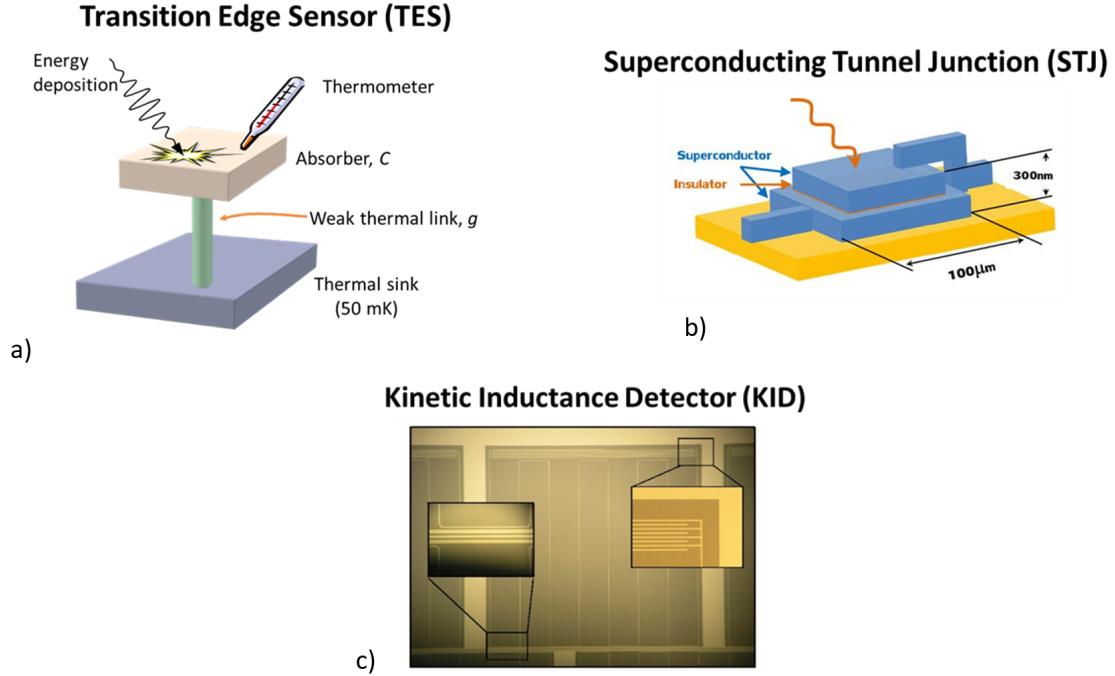 Transition Edge Sensor (TES)
Energy
deposition
Thermometer
Absorber, C
Weak thermal link, g
Thermal sink
(50 mK)
a)
Superconducting Tunnel Junction (STJ)
Superconductor
Insulator
300nm
100μm
b)
Kinetic Inductance Detector (KID)
c)